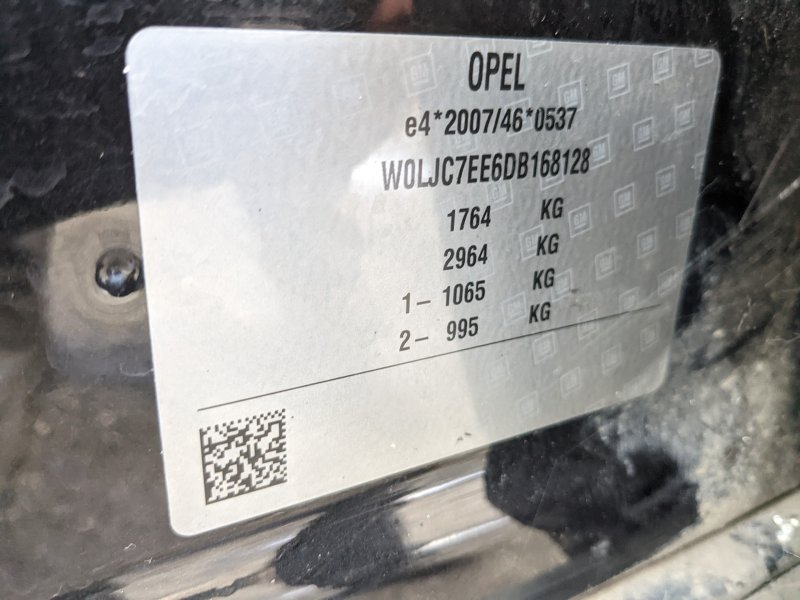 OPEL
e4*2007/46*0537
W0LJC7EE6DB168128
1764 KG
2964 KG
1– 1065 KG
2– 995 KG